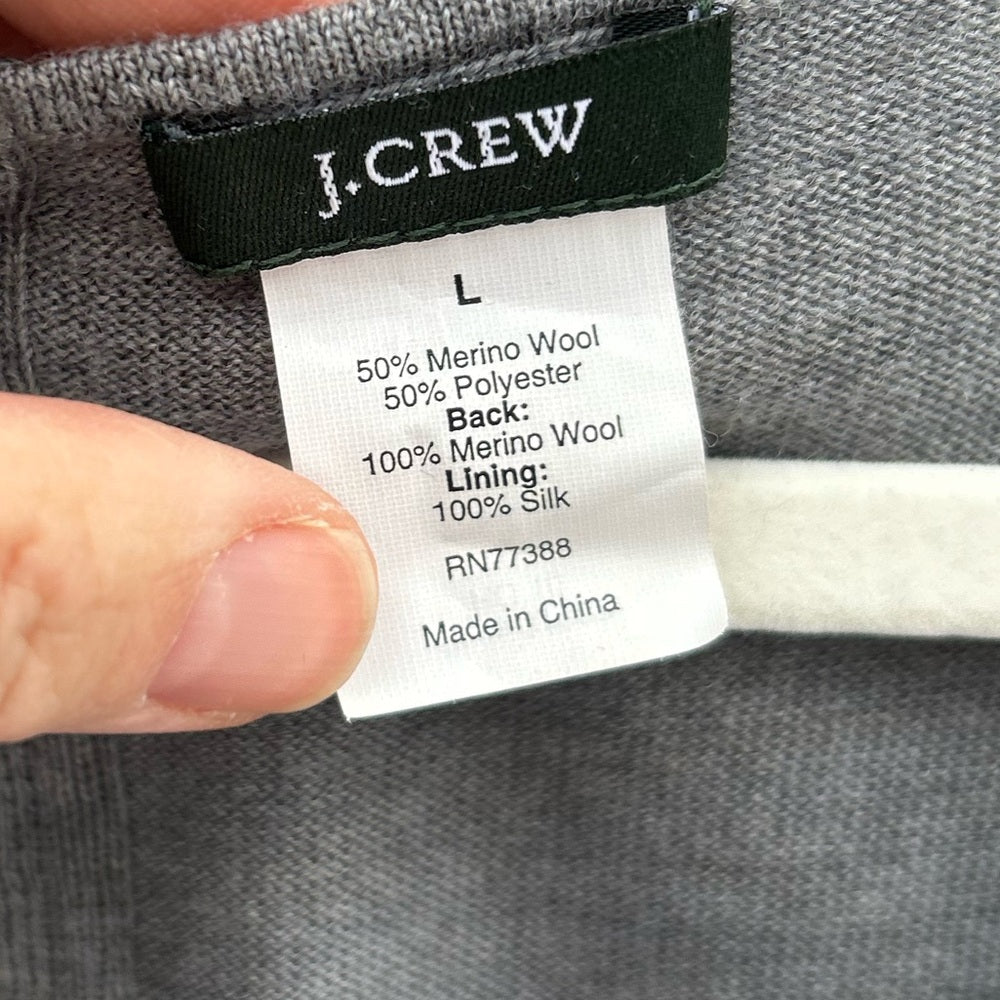 J.CREW
L
50% Merino Wool
50% Polyester
Back:
100% Merino Wool
Lining:
100% Silk
RN77388
Made in China